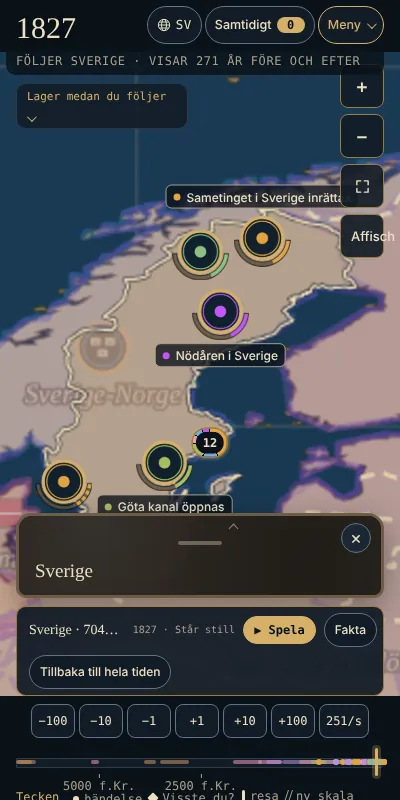 1827
SV
Samtidigt 0
Meny
FÖLJER SVERIGE · VISAR 271 ÅR FÖRE OCH EFTER
Lager medan du följer
+
−
Sametinget i Sverige inrätta
Affisch
Nödåren i Sverige
Sverige-Norge
12
Göta kanal öppnas
×
Sverige
Sverige · 704… 1827 · Står still ▶ Spela Fakta
Tillbaka till hela tiden
−100 −10 −1 +1 +10 +100 251/s
5000 f.Kr. 2500 f.Kr.
Tecken händelse Visste du? resa // ny skala